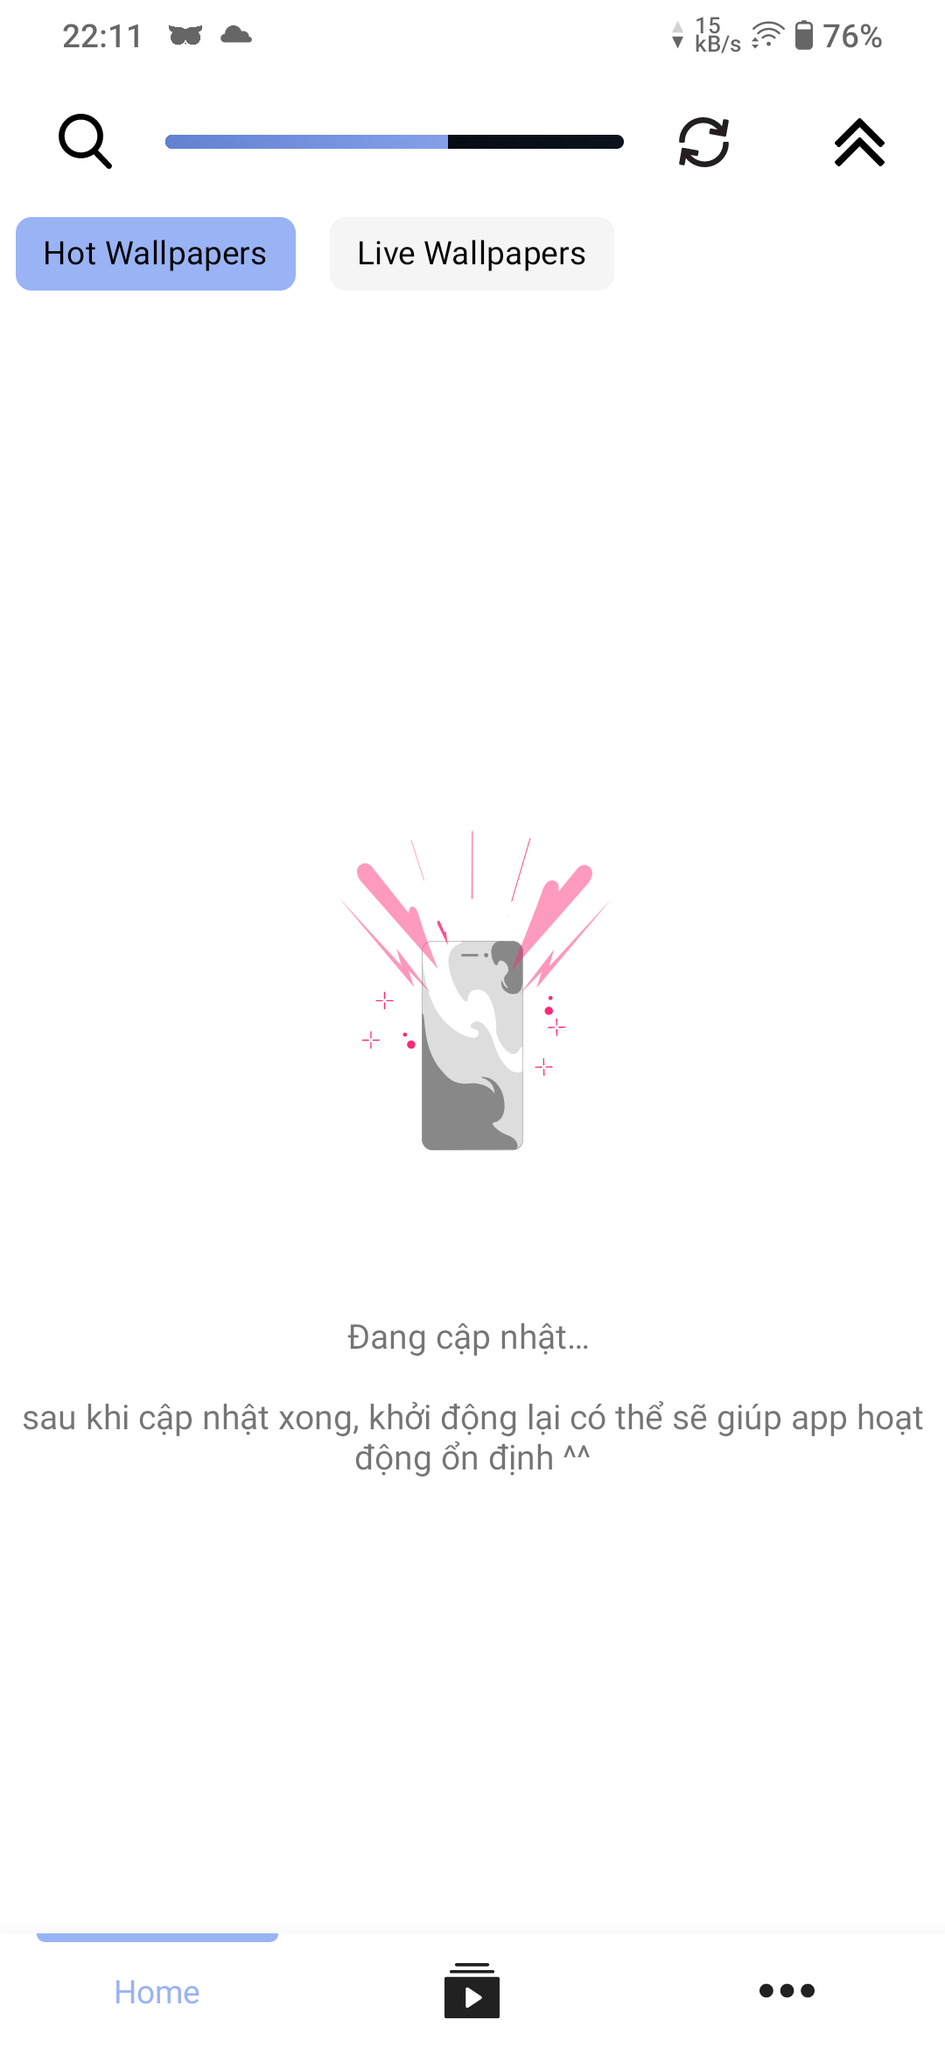 22:11
15
kB/s
76%
Hot Wallpapers
Live Wallpapers
Đang cập nhật...
sau khi cập nhật xong, khởi động lại có thể sẽ giúp app hoạt
động ổn định ^^
Home